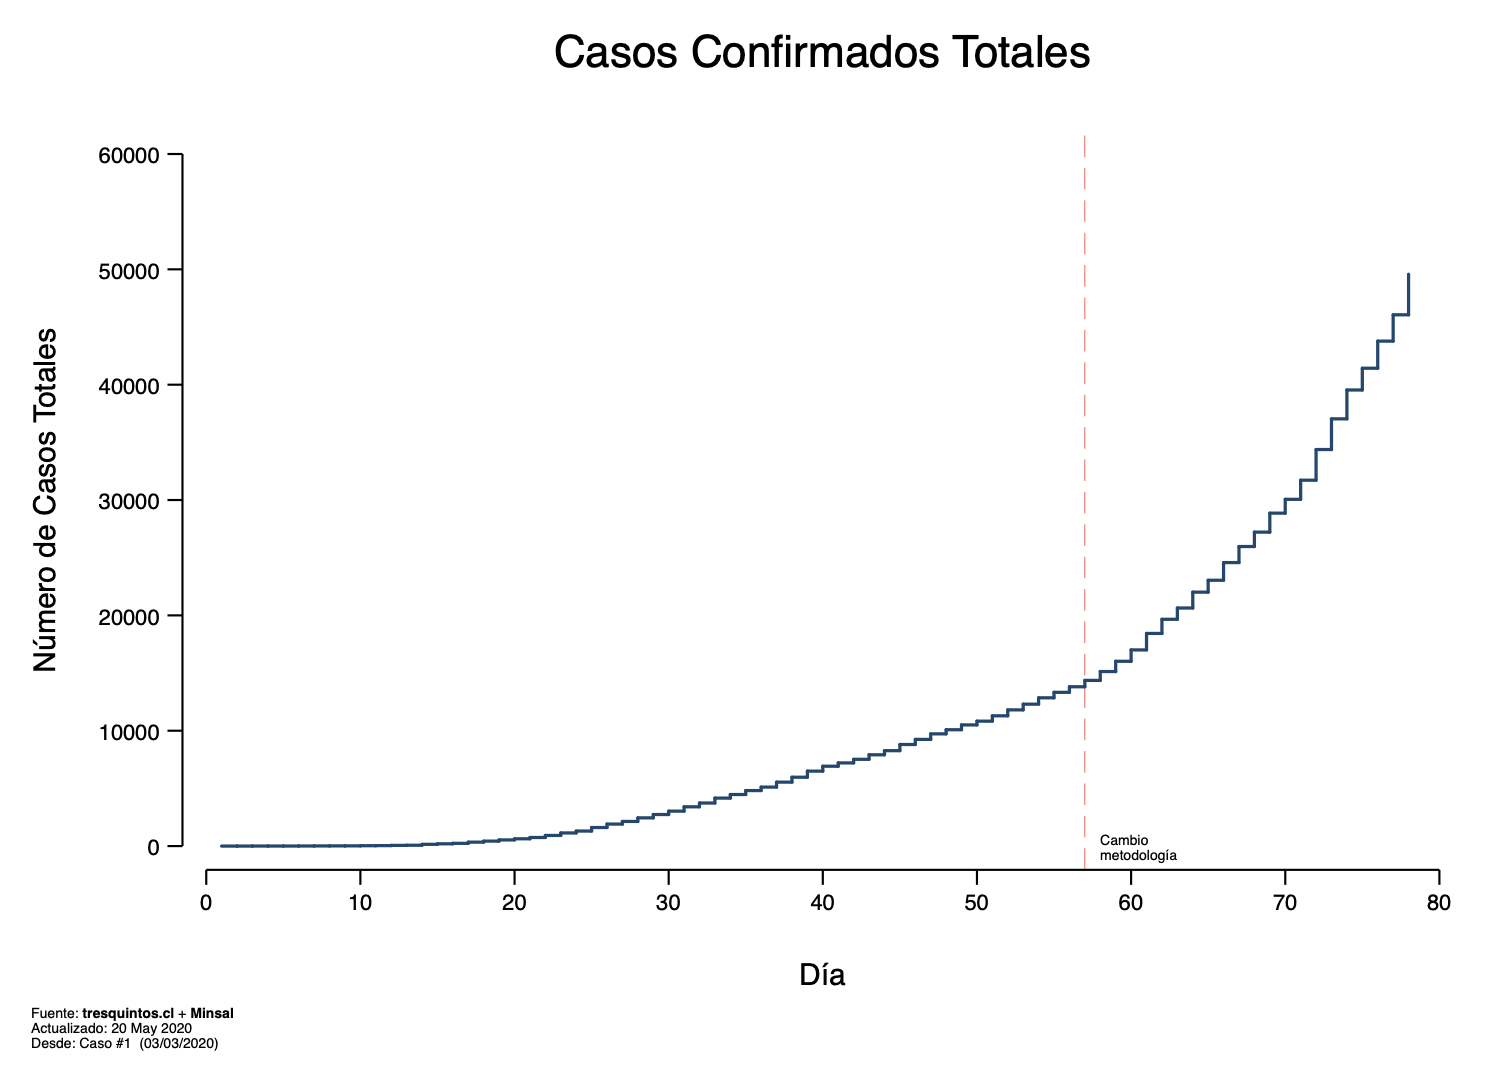 Casos Confirmados Totales
60000
50000
40000
30000
20000
10000
0
Número de Casos Totales
Cambio
metodología
0 10 20 30 40 50 60 70 80
Día
Fuente: tresquintos.cl + Minsal
Actualizado: 20 May 2020
Desde: Caso #1 (03/03/2020)